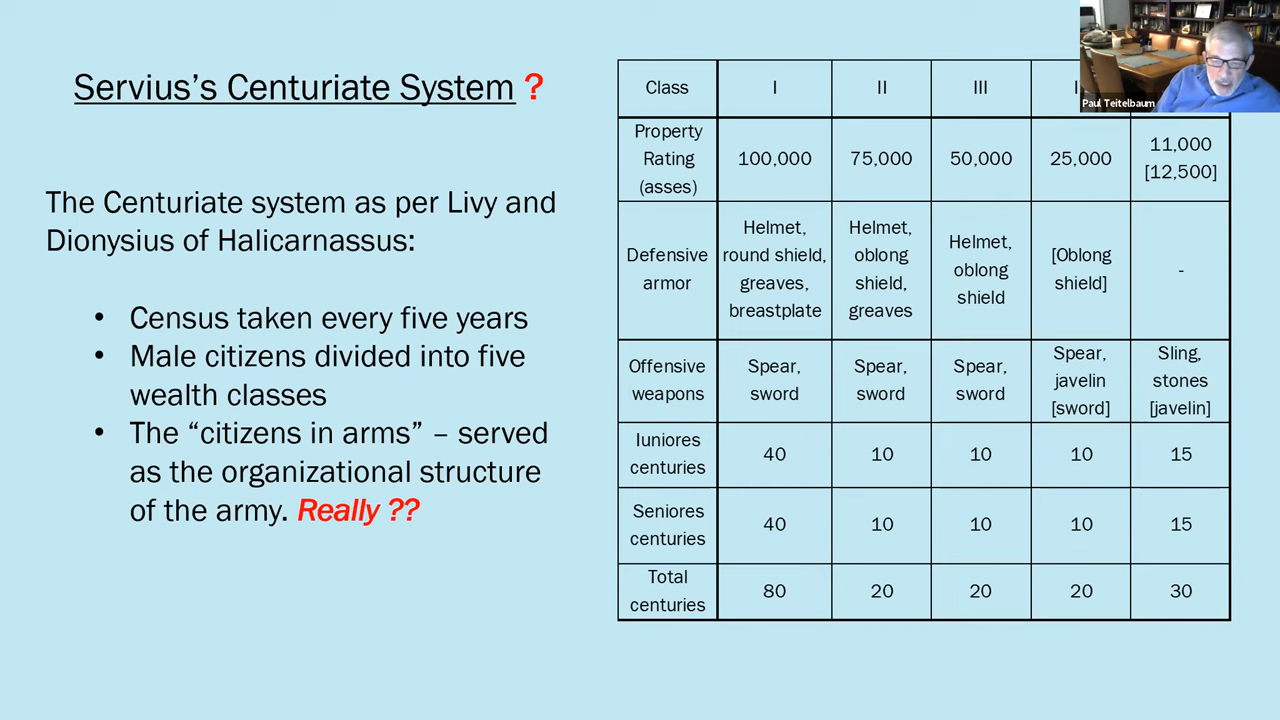 Servius's Centuriate System ?
The Centuriate system as per Livy and
Dionysius of Halicarnassus:
• Census taken every five years
• Male citizens divided into five
wealth classes
• The “citizens in arms” – served
as the organizational structure
of the army. Really ??
Paul Teitelbaum
Class I II III
Property
Rating
(asses)
100,000 75,000 50,000 25,000
11,000
[12,500]
Defensive
armor
Helmet,
round shield,
greaves,
breastplate
Helmet,
oblong
shield,
greaves
Helmet,
oblong
shield
[Oblong
shield]
-
Offensive
weapons
Spear,
sword
Spear,
sword
Spear,
sword
Spear,
javelin
[sword]
Sling,
stones
[javelin]
Iuniores
centuries
40 10 10 10 15
Seniores
centuries
40 10 10 10 15
Total
centuries
80 20 20 20 30